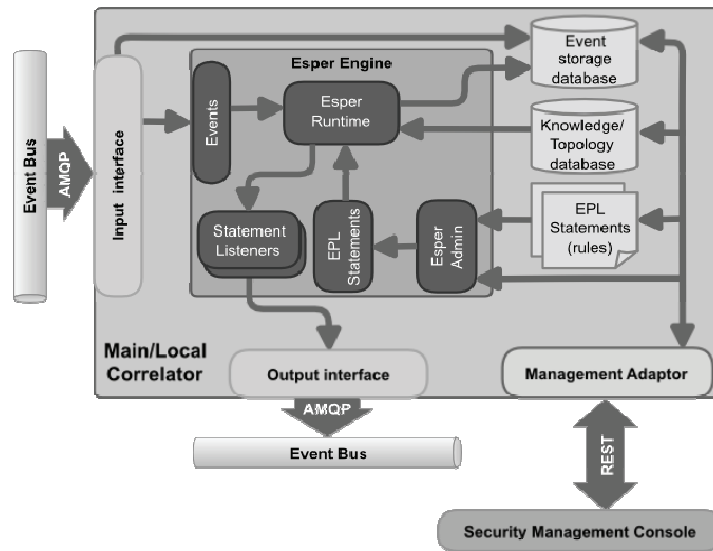 Event Bus
AMQP
Input interface
Esper Engine
Events
Esper
Runtime
Statement
Listeners
EPL
Statements
Esper
Admin
Event
storage
database
Knowledge/
Topology
database
EPL
Statements
(rules)
Main/Local
Correlator
Output interface
Management Adaptor
AMQP
Event Bus
REST
Security Management Console